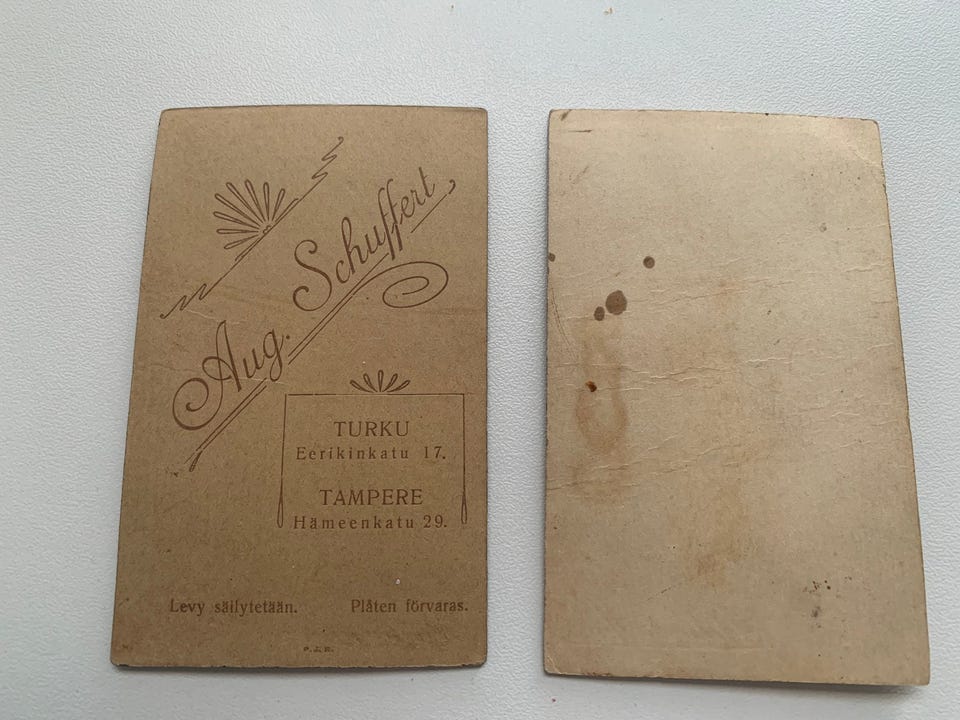 Aug. Schuffert
TURKU
Eerikinkatu 17.
TAMPERE
Hämeenkatu 29.
Levy säilytetään. Plåten förvaras.